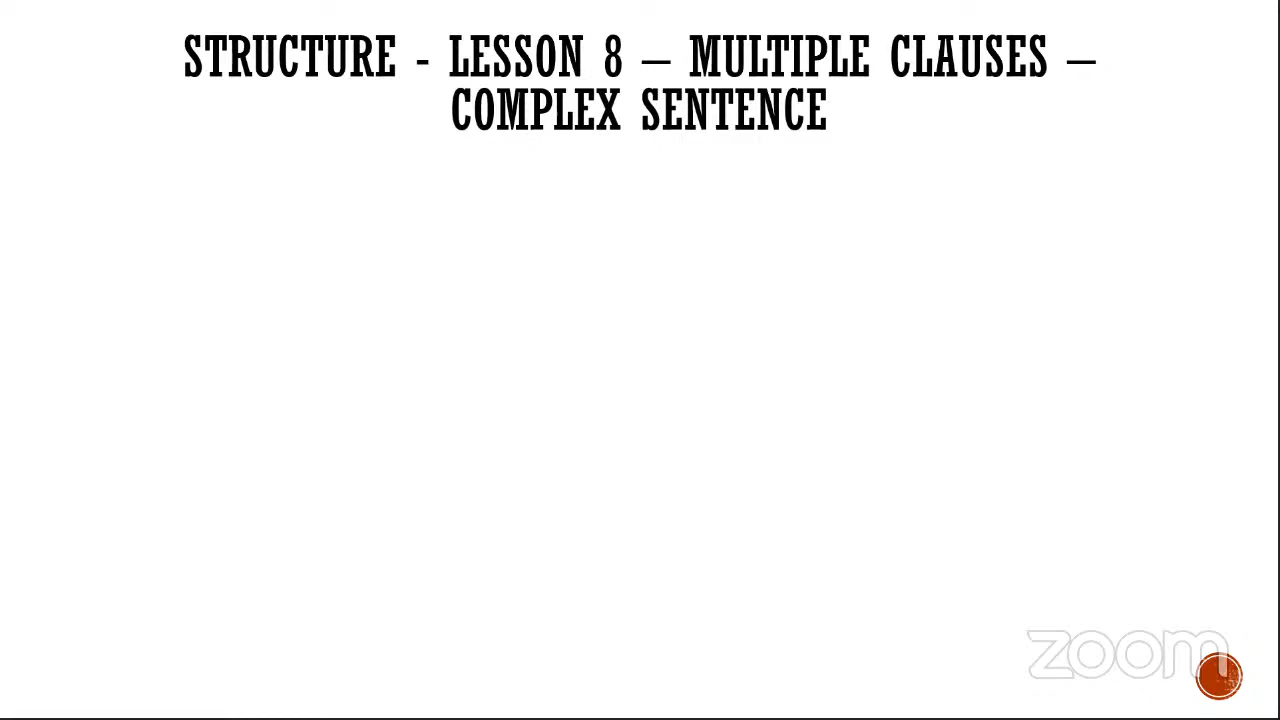 STRUCTURE - LESSON 8 – MULTIPLE CLAUSES –
COMPLEX SENTENCE
zoom